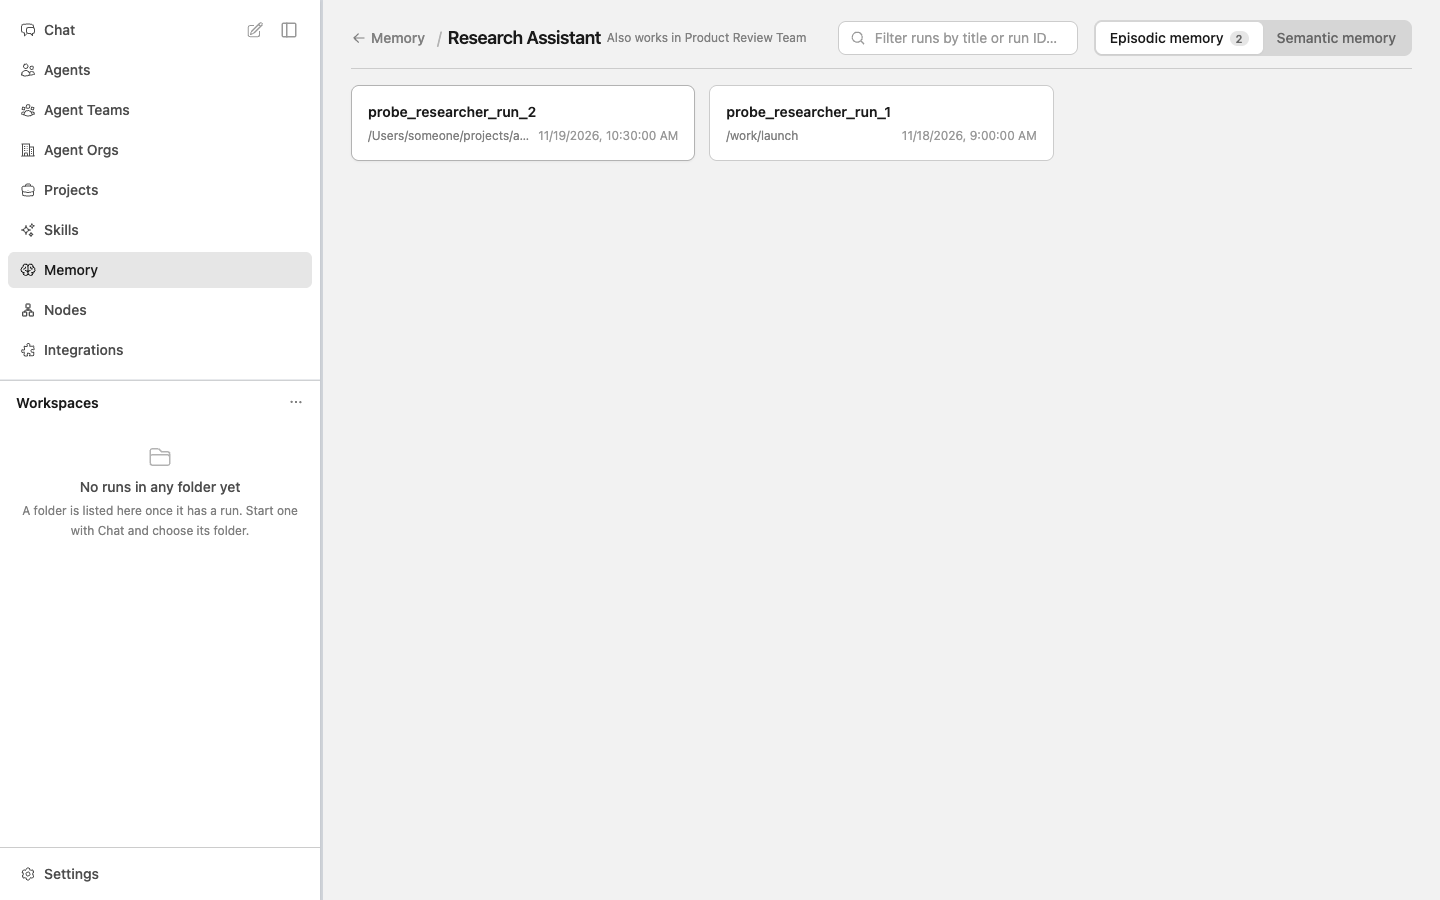 Chat
Agents
Agent Teams
Agent Orgs
Projects
Skills
Memory
Nodes
Integrations
Workspaces
No runs in any folder yet
A folder is listed here once it has a run. Start one
with Chat and choose its folder.
Settings
Memory / Research Assistant Also works in Product Review Team
Filter runs by title or run ID...
Episodic memory 2
Semantic memory
probe_researcher_run_2
/Users/someone/projects/a... 11/19/2026, 10:30:00 AM
probe_researcher_run_1
/work/launch 11/18/2026, 9:00:00 AM